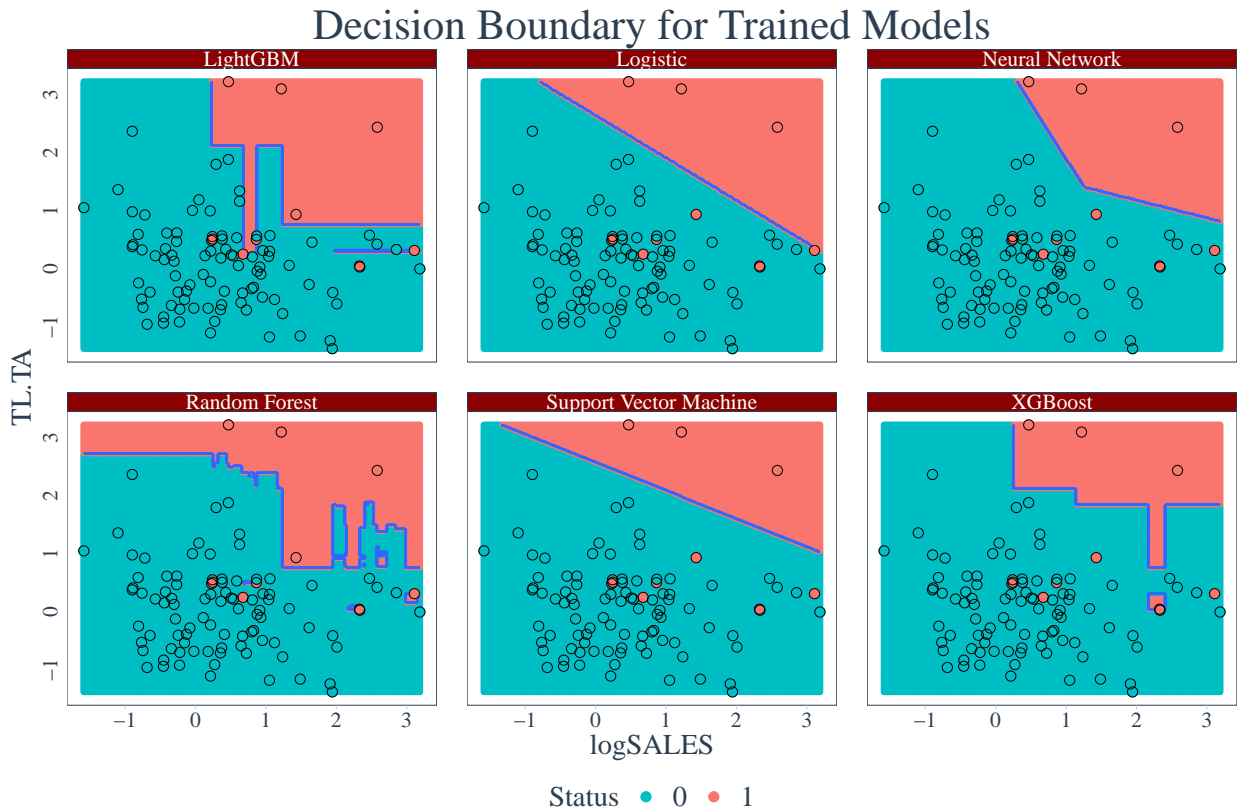 Decision Boundary for Trained Models
LightGBM
Logistic
Neural Network
3
2
1
0
−1
Random Forest
Support Vector Machine
XGBoost
3
2
1
0
−1
TL.TA
−1 0 1 2 3
−1 0 1 2 3
−1 0 1 2 3
logSALES
Status 0 1